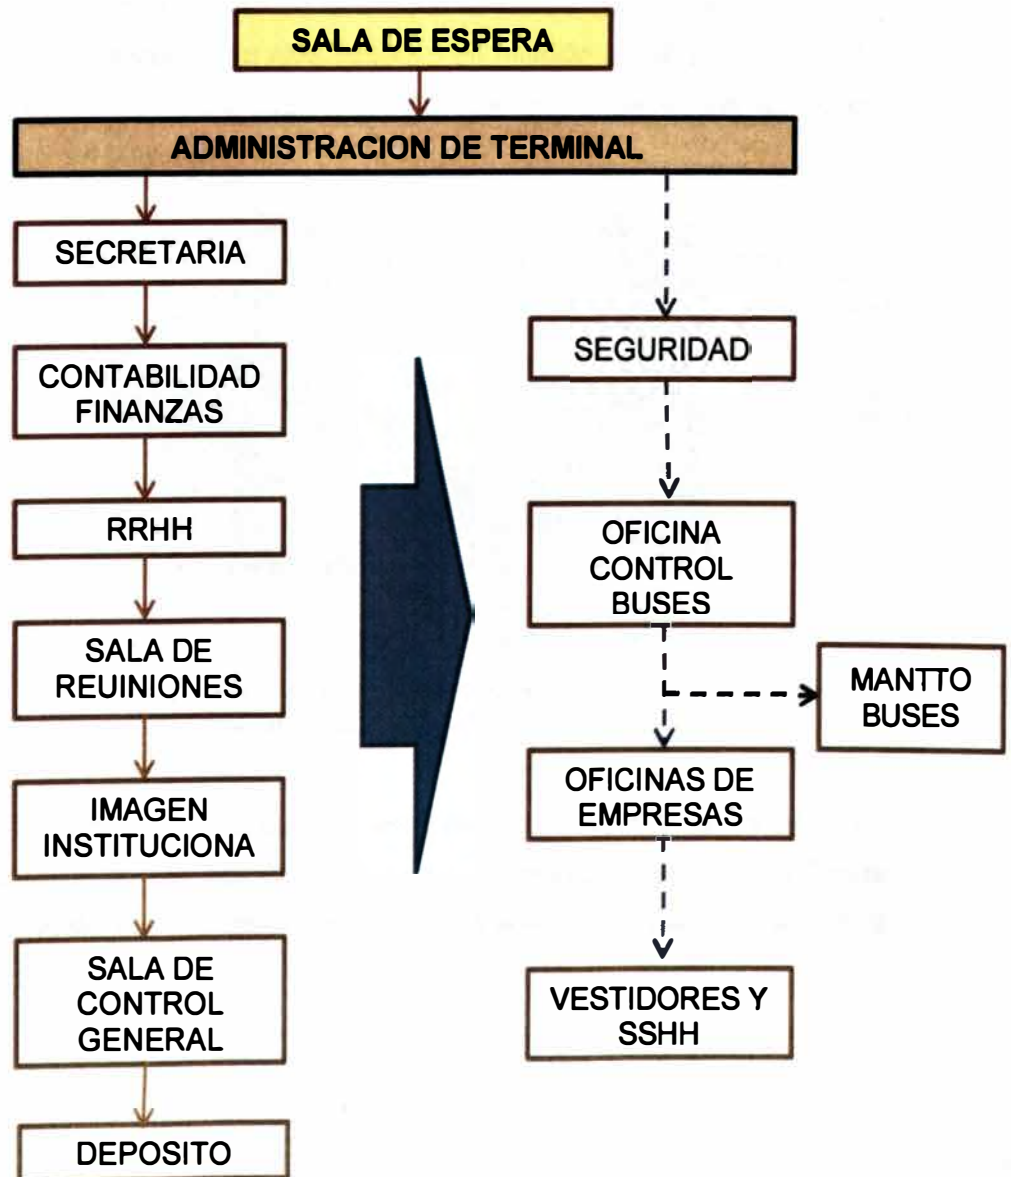 SALA DE ESPERA
ADMINISTRACION DE TERMINAL
SECRETARIA
CONTABILIDAD
FINANZAS
RRHH
SALA DE
REUINIONES
IMAGEN
INSTITUCIONA
SALA DE
CONTROL
GENERAL
DEPOSITO
SEGURIDAD
OFICINA
CONTROL
BUSES
MANTTO
BUSES
OFICINAS DE
EMPRESAS
VESTIDORES Y
SSHH